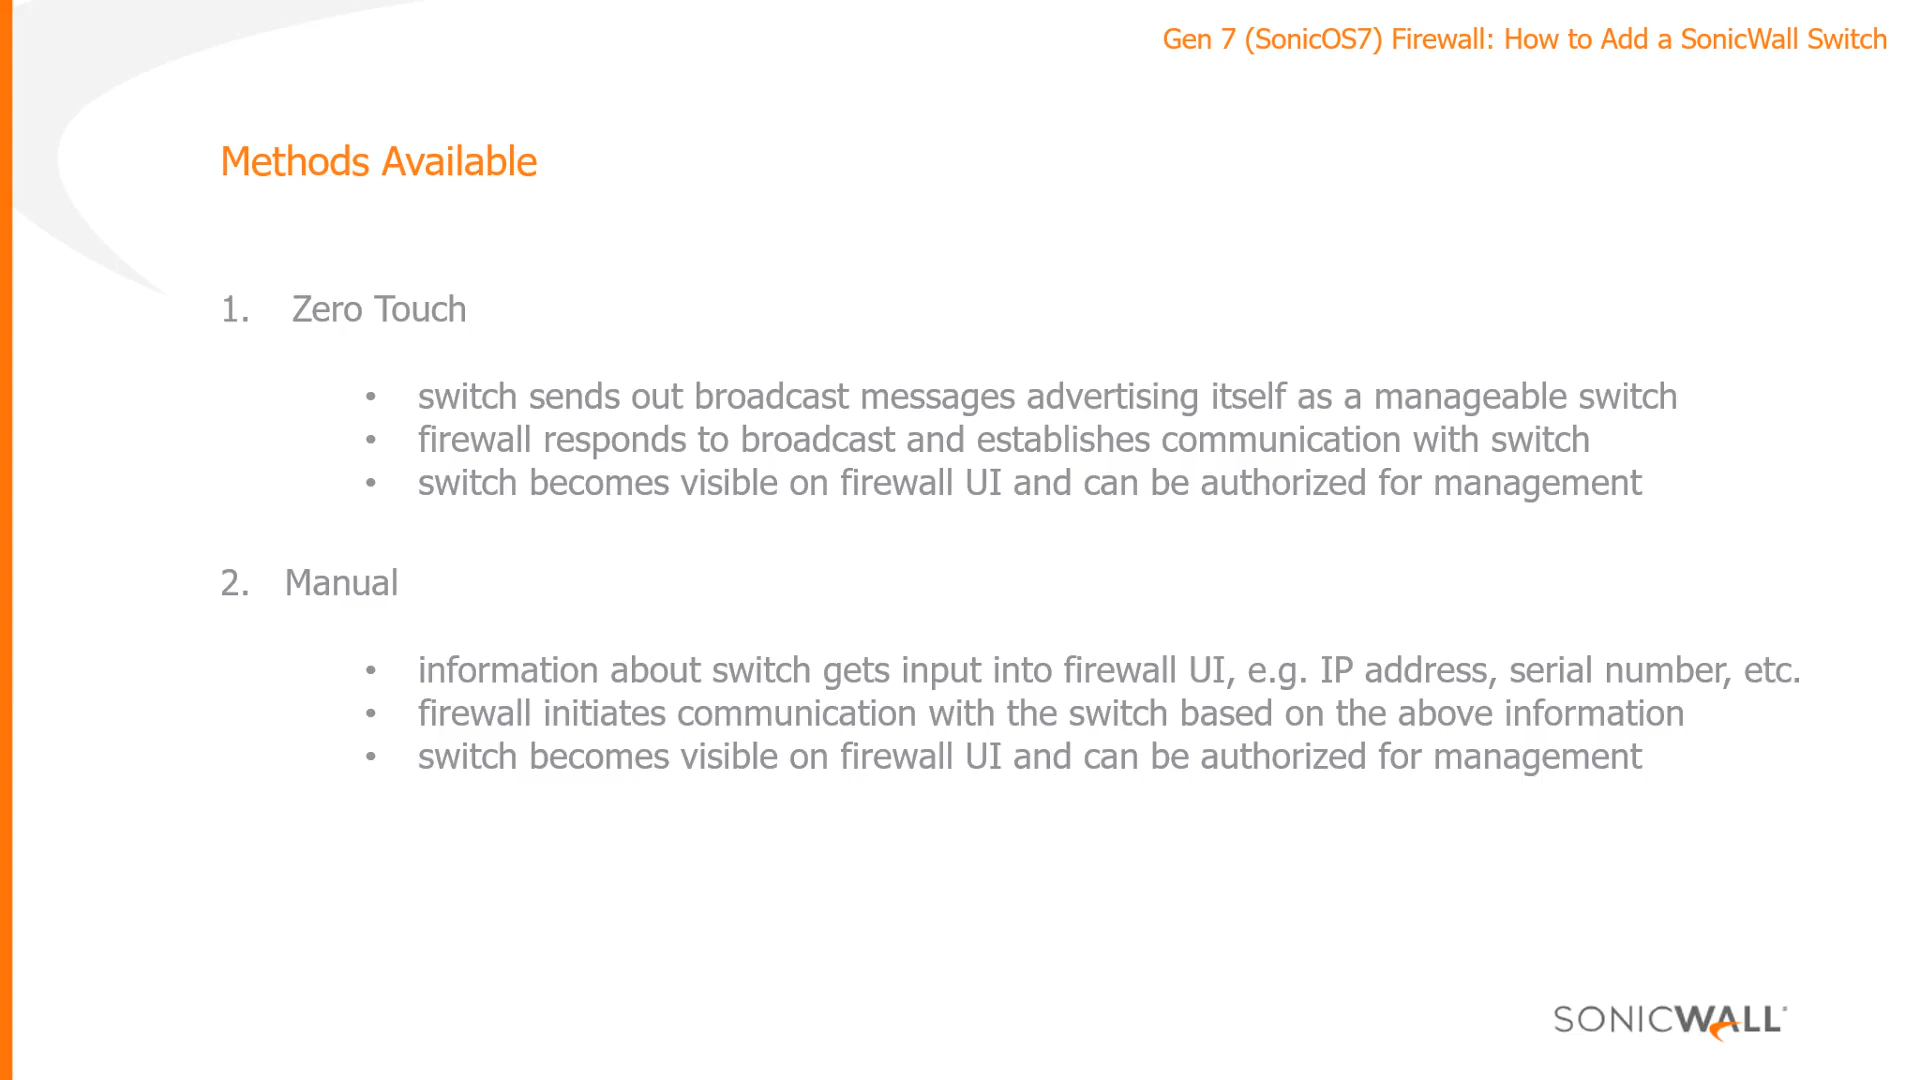 Gen 7 (SonicOS7) Firewall: How to Add a SonicWall Switch
Methods Available
1. Zero Touch
• switch sends out broadcast messages advertising itself as a manageable switch
• firewall responds to broadcast and establishes communication with switch
• switch becomes visible on firewall UI and can be authorized for management
2. Manual
• information about switch gets input into firewall UI, e.g. IP address, serial number, etc.
• firewall initiates communication with the switch based on the above information
• switch becomes visible on firewall UI and can be authorized for management
SONICWALL